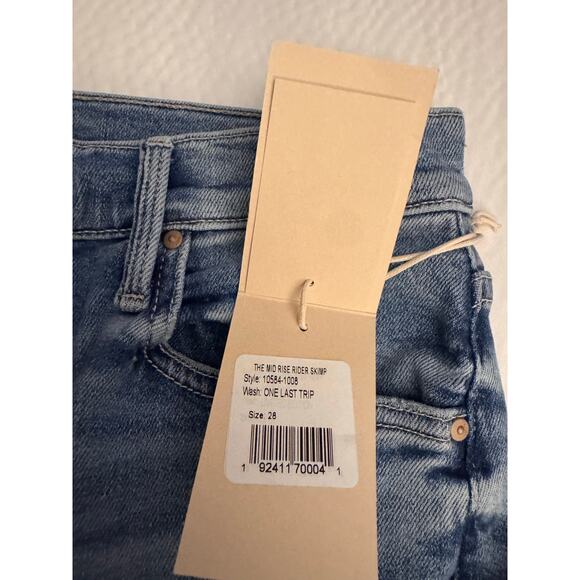 THE MID RISE RIDER SKIMP
Style: 10584-1008
Wash: ONE LAST TRIP
Size: 28
1 92411 70004 1